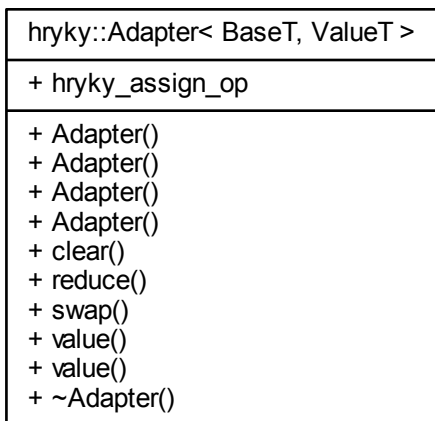 hryky::Adapter< BaseT, ValueT >
+ hryky_assign_op
+ Adapter()
+ Adapter()
+ Adapter()
+ Adapter()
+ clear()
+ reduce()
+ swap()
+ value()
+ value()
+ ~Adapter()